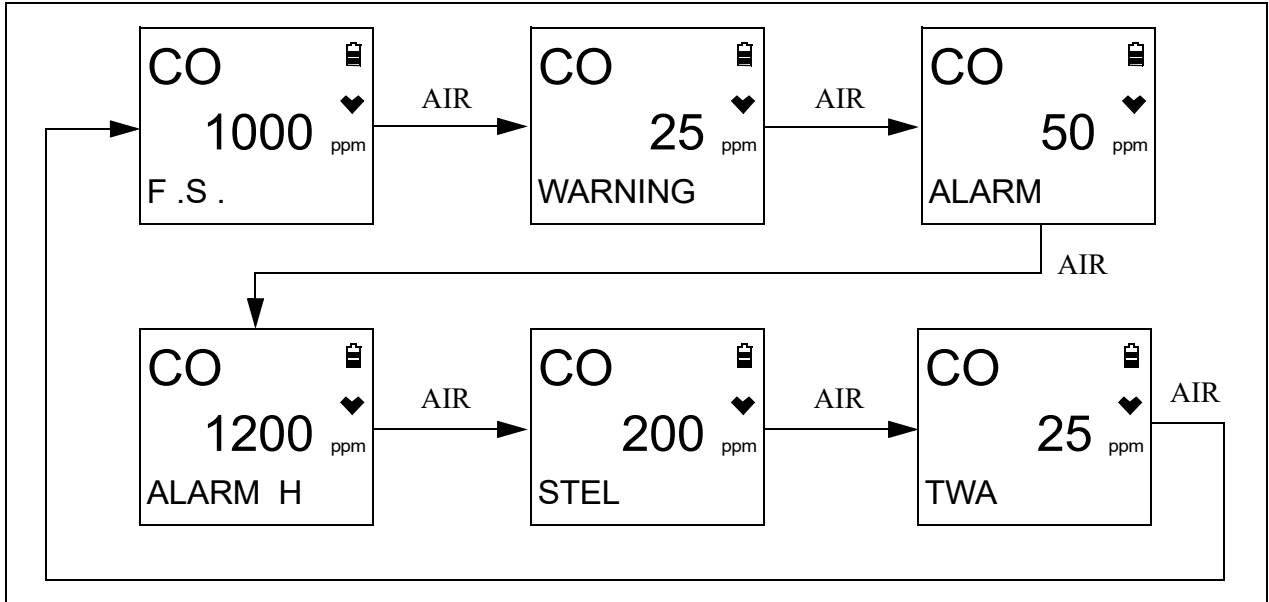 CO
1000 ppm
F .S .
AIR
CO
25 ppm
WARNING
AIR
CO
50 ppm
ALARM
AIR
CO
1200 ppm
ALARM H
AIR
CO
200 ppm
STEL
AIR
CO
25 ppm
TWA
AIR